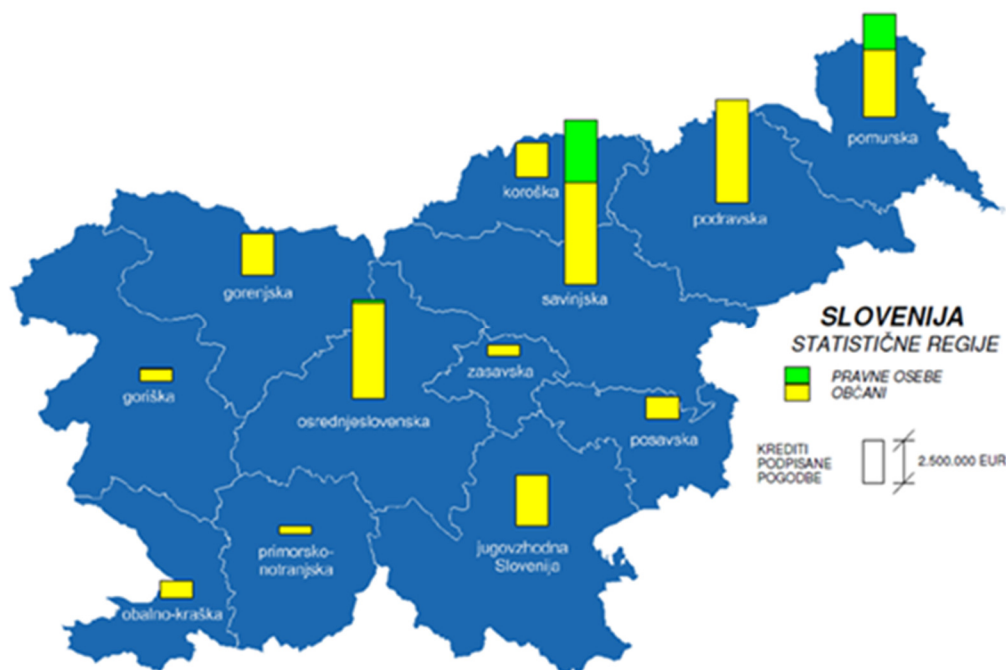 pomurska
koroška
podravska
gorenjska
savinjska
SLOVENIJA
STATISTIČNE REGIJE
PRAVNE OSEBE
OBČANI
zasavska
goriška
osrednjeslovenska
posavska
KREDITI
PODPISANE
POGODBE
2.500.000 EUR
jugovzhodna
Slovenija
primorsko-
notranjska
obalno-kraška